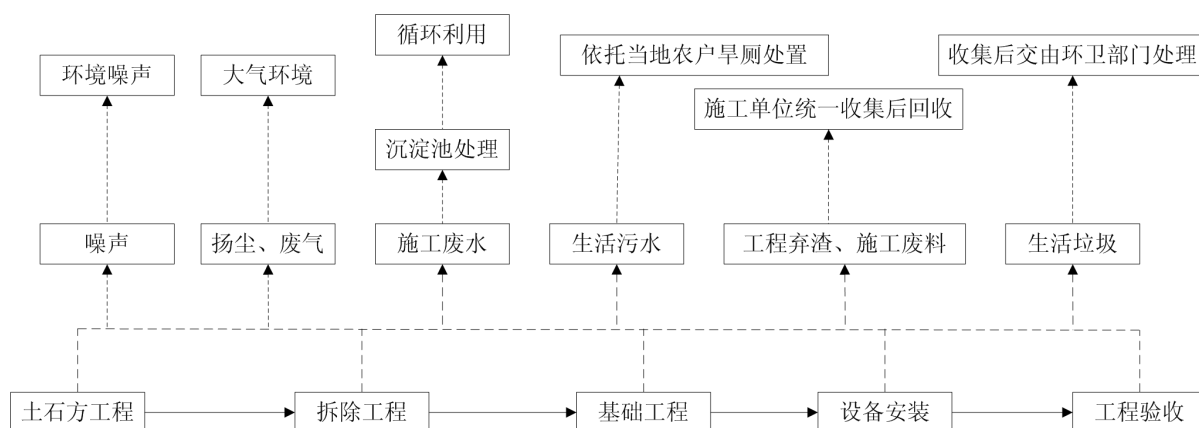 循环利用
环境噪声
大气环境
依托当地农户旱厕处置
收集后交由环卫部门处理
施工单位统一收集后回收
沉淀池处理
噪声
扬尘、废气
施工废水
生活污水
工程弃渣、施工废料
生活垃圾
土石方工程
拆除工程
基础工程
设备安装
工程验收